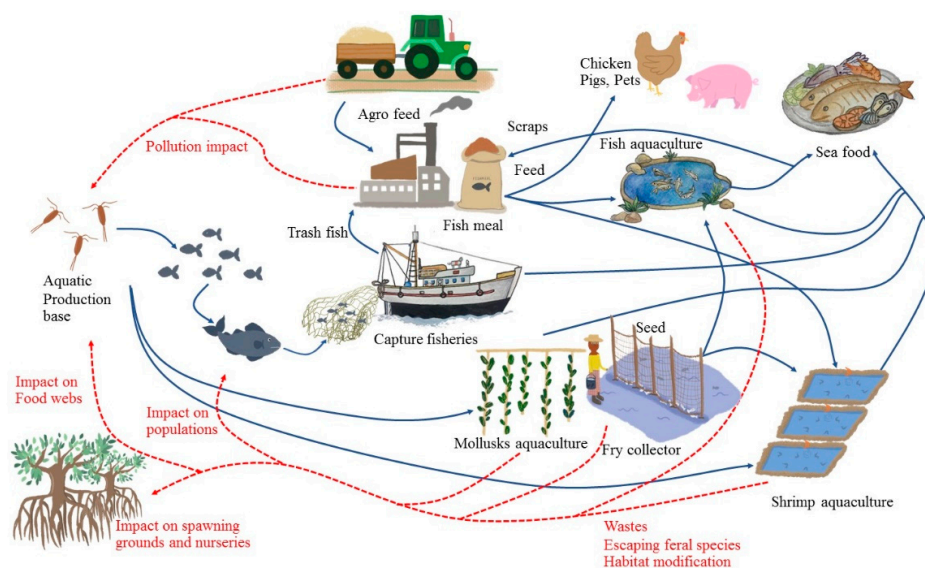 Agro feed
Chicken
Pigs, Pets
Scraps
Fish aquaculture
Sea food
Pollution impact
Feed
Trash fish
Fish meal
Aquatic
Production
base
Capture fisheries
Seed
Impact on
Food webs
Impact on
populations
Mollusks aquaculture
Fry collector
Shrimp aquaculture
Impact on spawning
grounds and nurseries
Wastes
Escaping feral species
Habitat modification